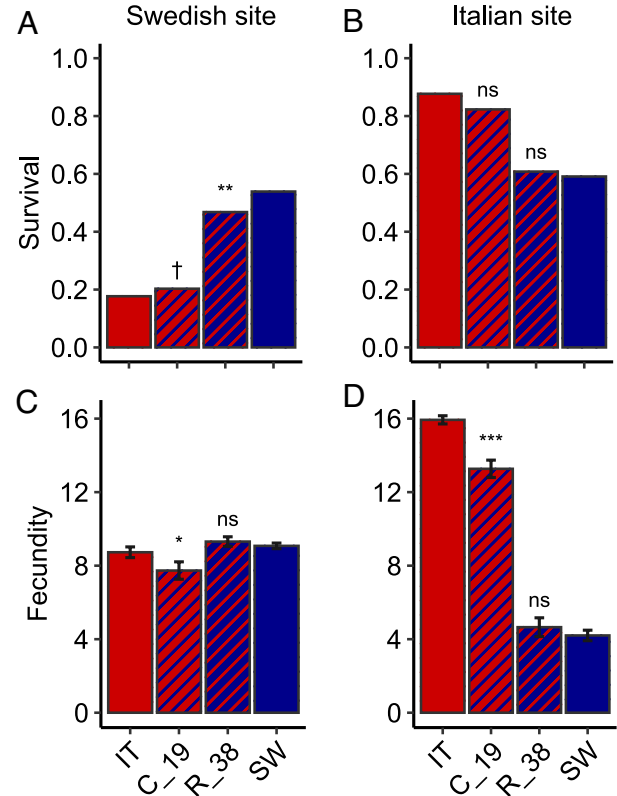 A Swedish site
B Italian site
Survival
1.0
0.8
0.6
0.4
0.2
0.0
†
**
1.0
0.8
0.6
0.4
0.2
0.0
ns
ns
C
D
Fecundity
16
12
8
4
0
*
ns
16
12
8
4
0
***
ns
IT C_19 R_38 SW
IT C_19 R_38 SW